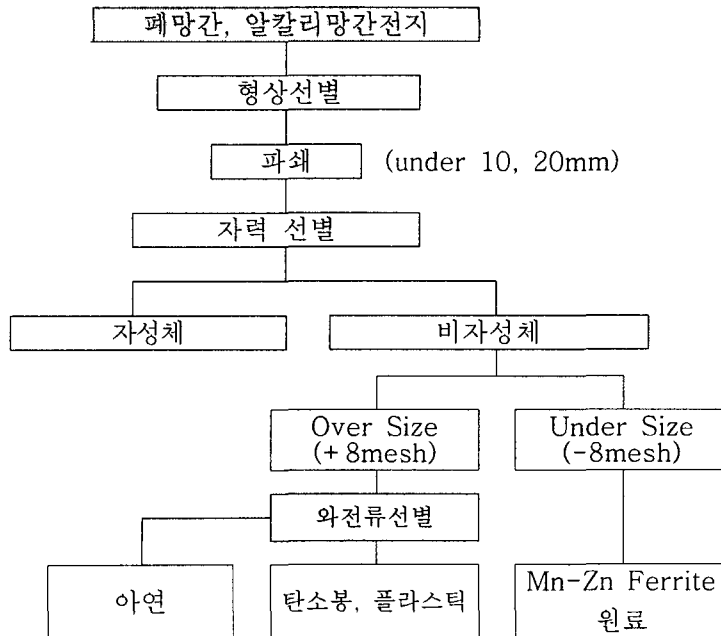 폐망간, 알칼리망간전지
형상선별
파쇄 (under 10, 20mm)
자력 선별
자성체
비자성체
Over Size
(+8mesh)
Under Size
(-8mesh)
와전류선별
아연
탄소봉, 플라스틱
Mn-Zn Ferrite
원료